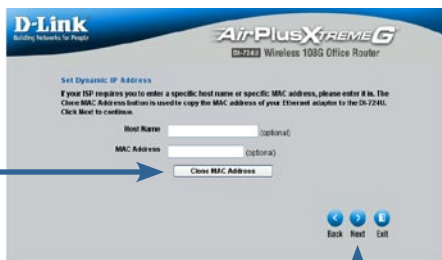 D-Link
Building Networks for People
AirPlus XTREME G
DI-724U Wireless 108G Office Router
Set Dynamic IP Address
If your ISP requires you to enter a specific host name or specific MAC address, please enter it in. The
Clone MAC Address button is used to copy the MAC address of your Ethernet adapter to the DI-724U.
Click Next to continue.
Host Name (optional)
MAC Address (optional)
Clone MAC Address
Back Next Exit